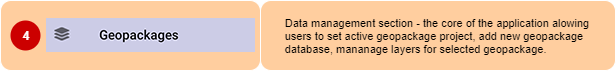 4
Geopackages
Data management section - the core of the application alowing
users to set active geopackage project, add new geopackage
database, mananage layers for selected geopackage.